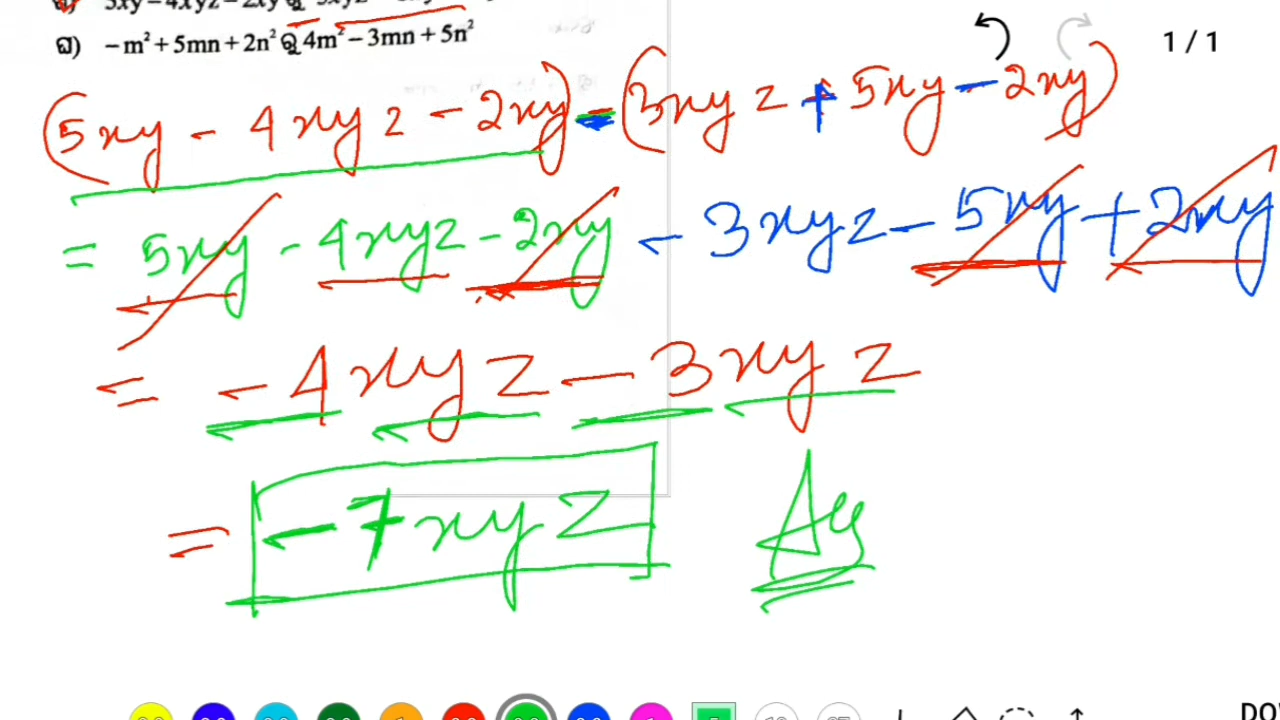 ଘ) − m² + 5mn + 2n² ରୁ 4m² − 3mn + 5n²
1 / 1
(5xy − 4xyz − 2xy) − (3xyz + 5xy − 2xy)
= 5xy − 4xyz − 2xy − 3xyz − 5xy + 2xy
= − 4xyz − 3xyz
= − 7xyz